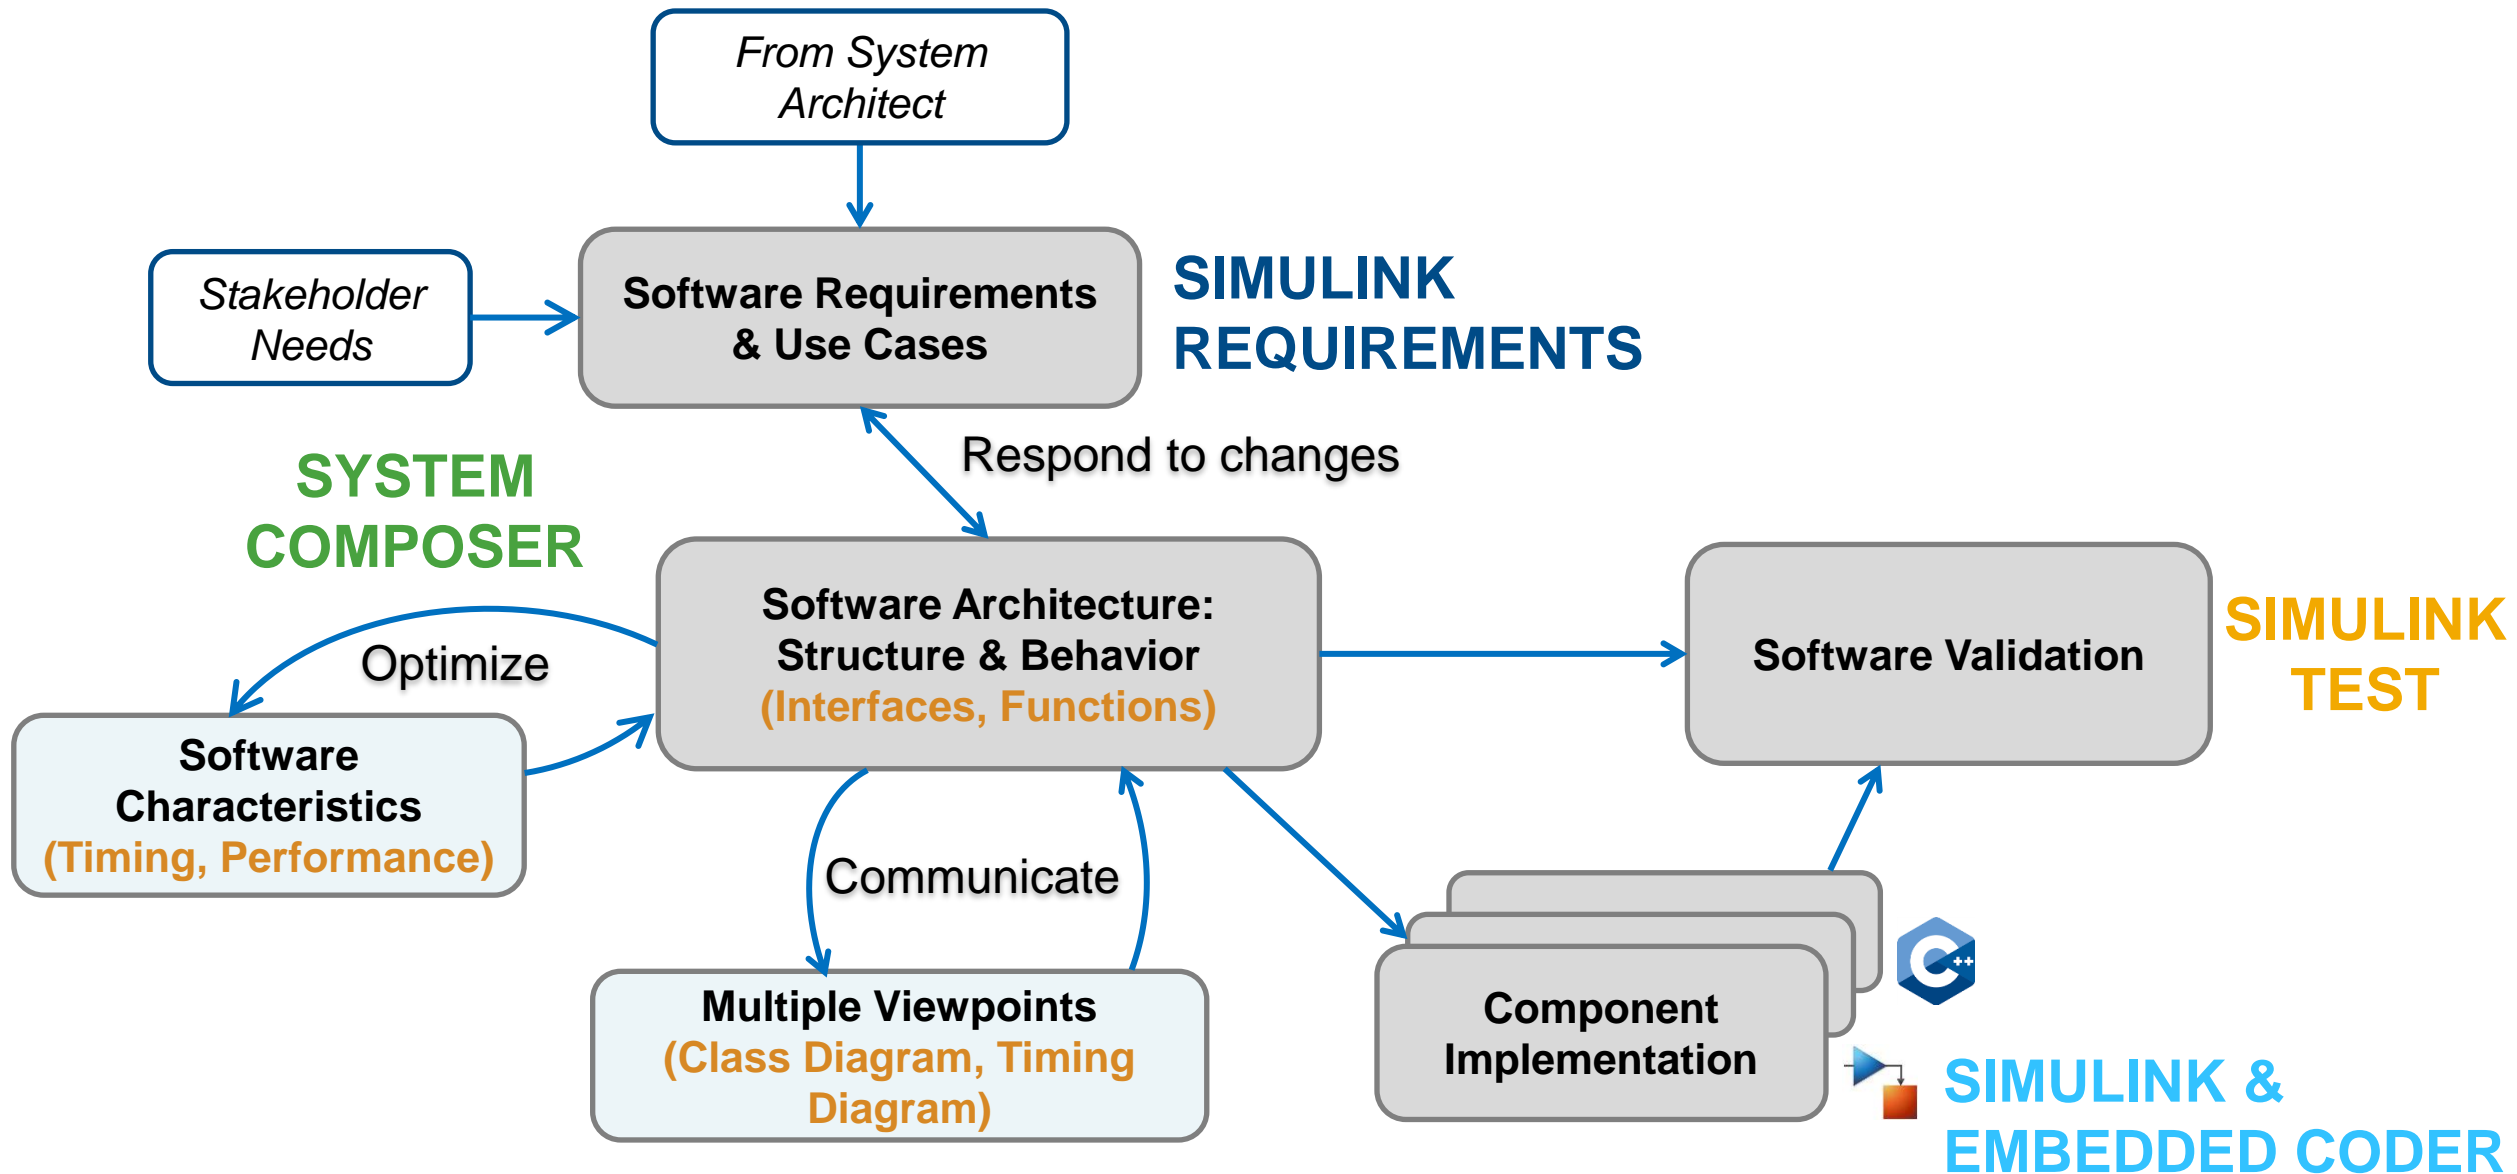 From System
Architect
Stakeholder
Needs
Software Requirements
& Use Cases
SIMULINK
REQUIREMENTS
Respond to changes
SYSTEM
COMPOSER
Optimize
Software Architecture:
Structure & Behavior
(Interfaces, Functions)
Software Validation
SIMULINK
TEST
Software
Characteristics
(Timing, Performance)
Communicate
Multiple Viewpoints
(Class Diagram, Timing
Diagram)
Component
Implementation
C++
SIMULINK &
EMBEDDED CODER